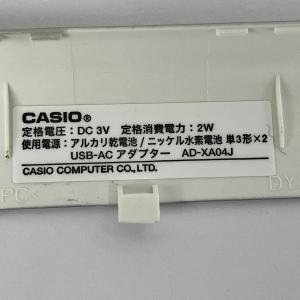 CASIO®
定格電圧：DC 3V 定格消費電力：2W
使用電源：アルカリ乾電池 / ニッケル水素電池 単3形×2
USB-AC アダプター AD-XA04J
CASIO COMPUTER CO.,LTD.
PC
DY